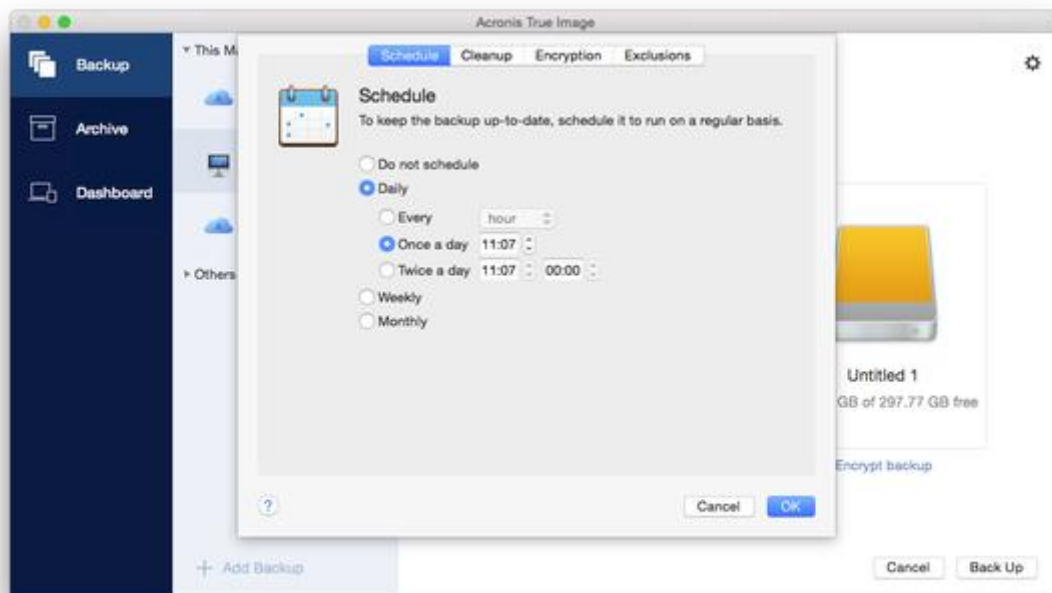 Acronis True Image
Backup
Archive
Dashboard
This M
Others
+ Add Backup
Schedule Cleanup Encryption Exclusions
Schedule
To keep the backup up-to-date, schedule it to run on a regular basis.
Do not schedule
Daily
Every hour
Once a day 11:07
Twice a day 11:07 00:00
Weekly
Monthly
? Cancel OK
Untitled 1
GB of 297.77 GB free
Encrypt backup
Cancel Back Up